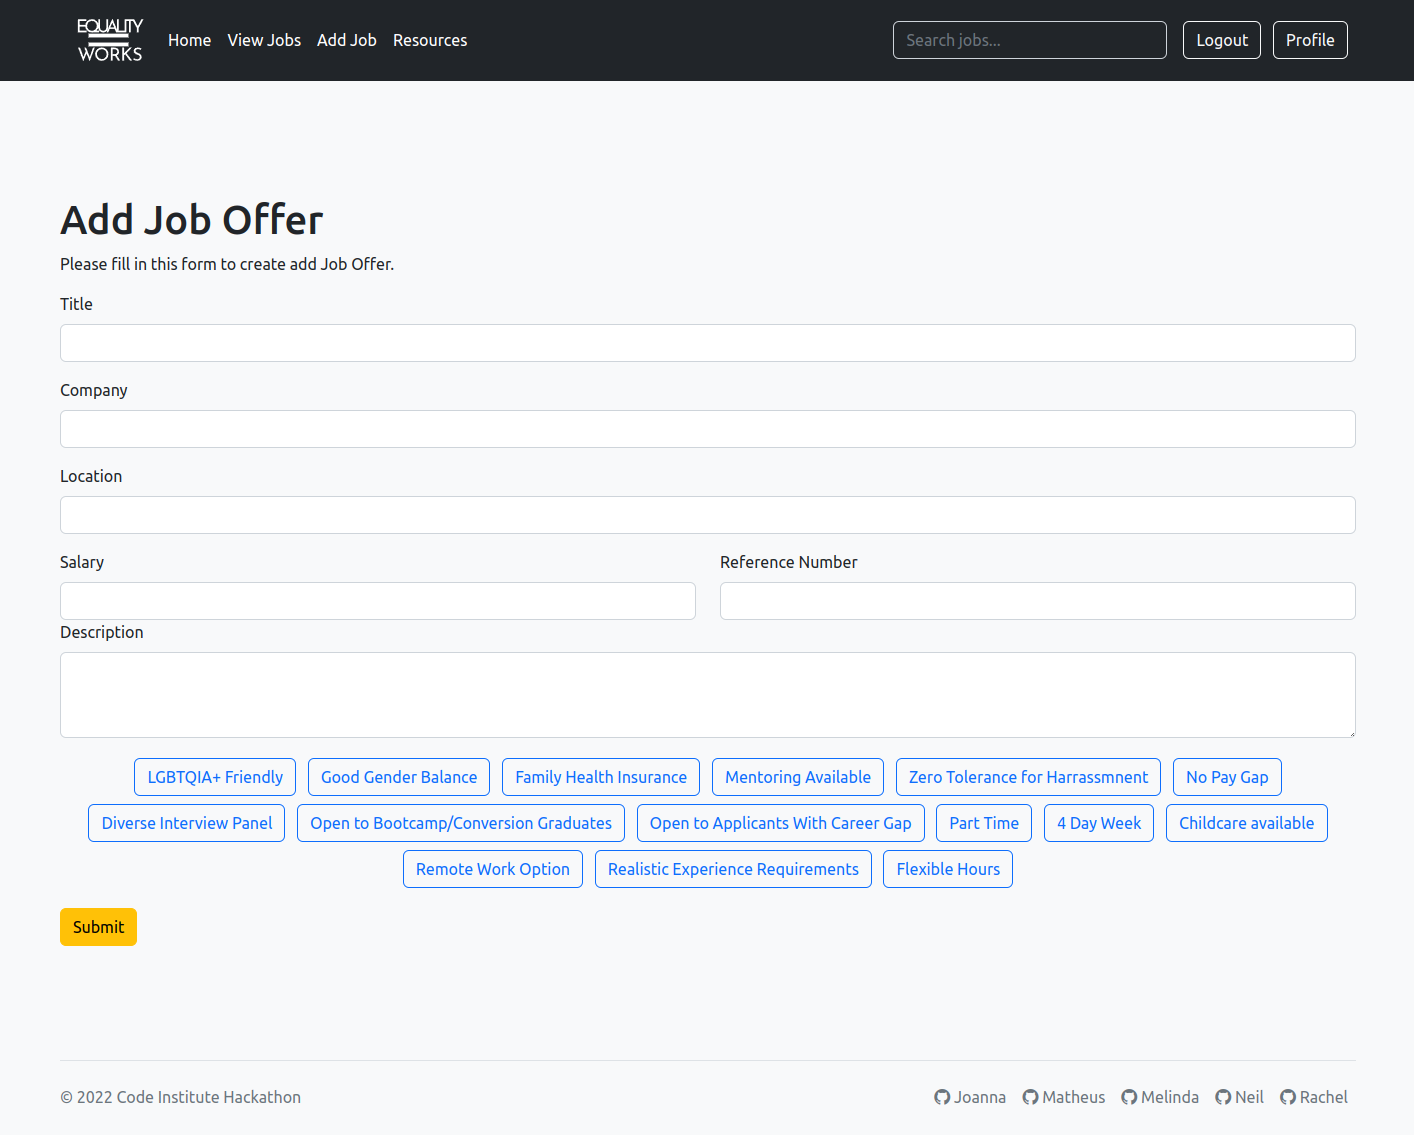 EQUALITY
WORKS
Home View Jobs Add Job Resources Search jobs... Logout Profile
Add Job Offer
Please fill in this form to create add Job Offer.
Title
Company
Location
Salary Reference Number
Description
LGBTQIA+ Friendly Good Gender Balance Family Health Insurance Mentoring Available Zero Tolerance for Harrassmnent No Pay Gap
Diverse Interview Panel Open to Bootcamp/Conversion Graduates Open to Applicants With Career Gap Part Time 4 Day Week Childcare available
Remote Work Option Realistic Experience Requirements Flexible Hours
Submit
© 2022 Code Institute Hackathon Joanna Matheus Melinda Neil Rachel